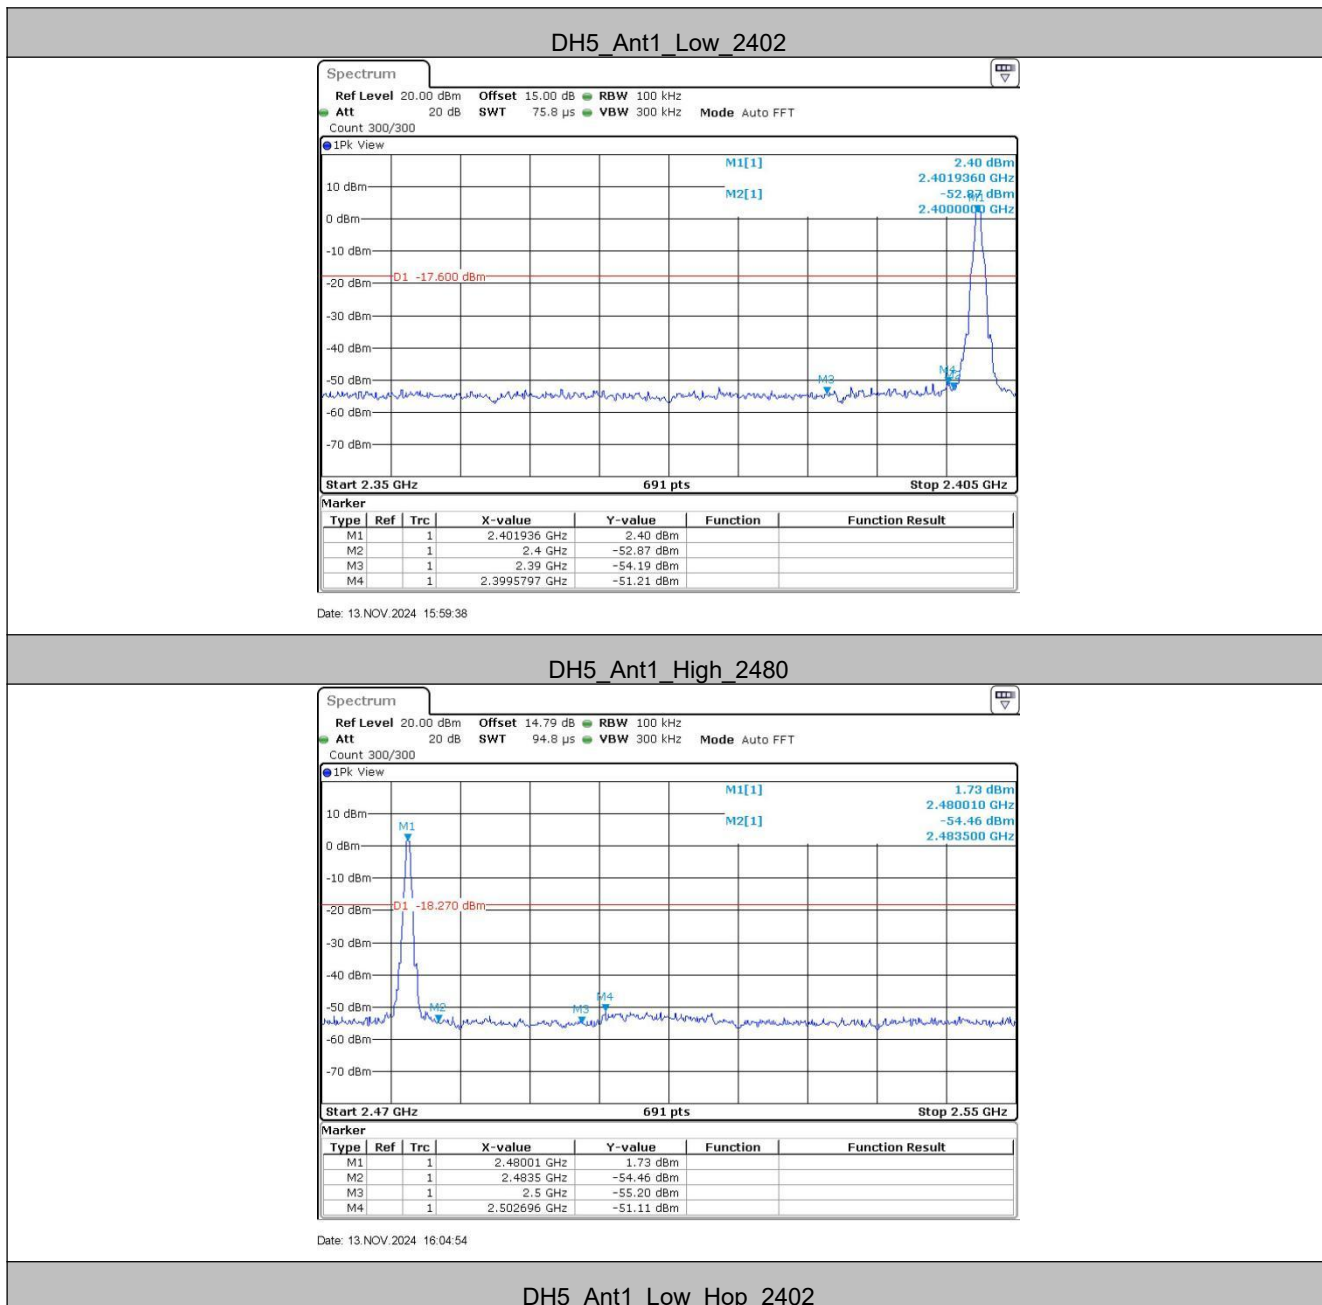 DH5_Ant1_Low_2402
Spectrum
Ref Level 20.00 dBm Offset 15.00 dB RBW 100 kHz
Att 20 dB SWT 75.8 µs VBW 300 kHz Mode Auto FFT
Count 300/300
1Pk View
M1[1] 2.40 dBm
2.4019360 GHz
M2[1] -52.87 dBm
2.4000000 GHz
M1
10 dBm
0 dBm
-10 dBm
D1 -17.600 dBm
-20 dBm
-30 dBm
-40 dBm
-50 dBm
M3
M4
M2
-60 dBm
-70 dBm
Start 2.35 GHz 691 pts Stop 2.405 GHz
Marker
Type Ref Trc X-value Y-value Function Function Result
M1 1 2.401936 GHz 2.40 dBm
M2 1 2.4 GHz -52.87 dBm
M3 1 2.39 GHz -54.19 dBm
M4 1 2.3995797 GHz -51.21 dBm
Date: 13.NOV.2024 15:59:38
DH5_Ant1_High_2480
Spectrum
Ref Level 20.00 dBm Offset 14.79 dB RBW 100 kHz
Att 20 dB SWT 94.8 µs VBW 300 kHz Mode Auto FFT
Count 300/300
1Pk View
M1[1] 1.73 dBm
2.480010 GHz
M2[1] -54.46 dBm
2.483500 GHz
10 dBm
M1
0 dBm
-10 dBm
D1 -18.270 dBm
-20 dBm
-30 dBm
-40 dBm
-50 dBm
M2
M3
M4
-60 dBm
-70 dBm
Start 2.47 GHz 691 pts Stop 2.55 GHz
Marker
Type Ref Trc X-value Y-value Function Function Result
M1 1 2.48001 GHz 1.73 dBm
M2 1 2.4835 GHz -54.46 dBm
M3 1 2.5 GHz -55.20 dBm
M4 1 2.502696 GHz -51.11 dBm
Date: 13.NOV.2024 16:04:54
DH5_Ant1_Low_Hop_2402